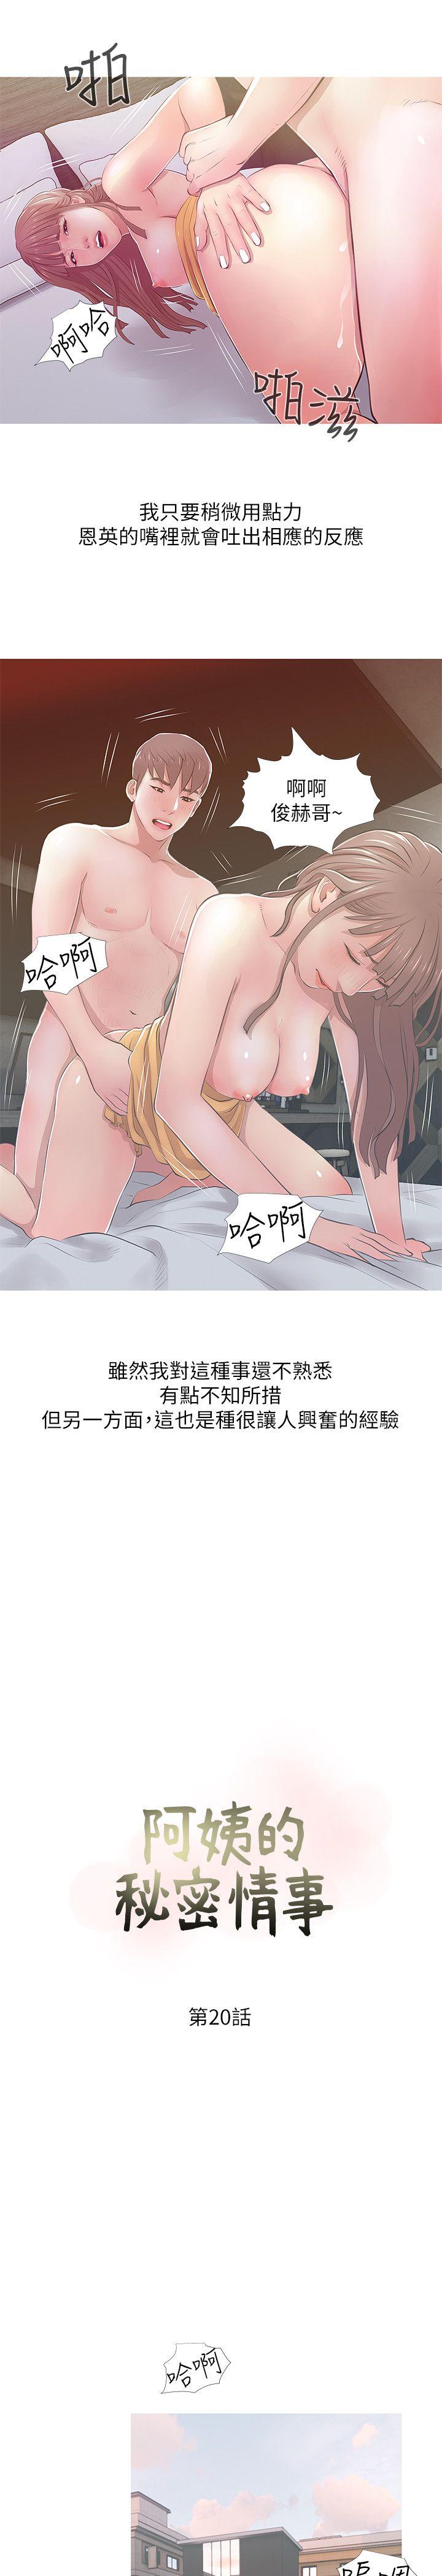 啪
啊哈
啪滋
我只要稍微用點力
恩英的嘴裡就會吐出相應的反應
啊啊
俊赫哥~
哈啊
哈啊
雖然我對這種事還不熟悉
有點不知所措
但另一方面，這也是種很讓人興奮的經驗
阿姨的
秘密情事
第20話
哈啊